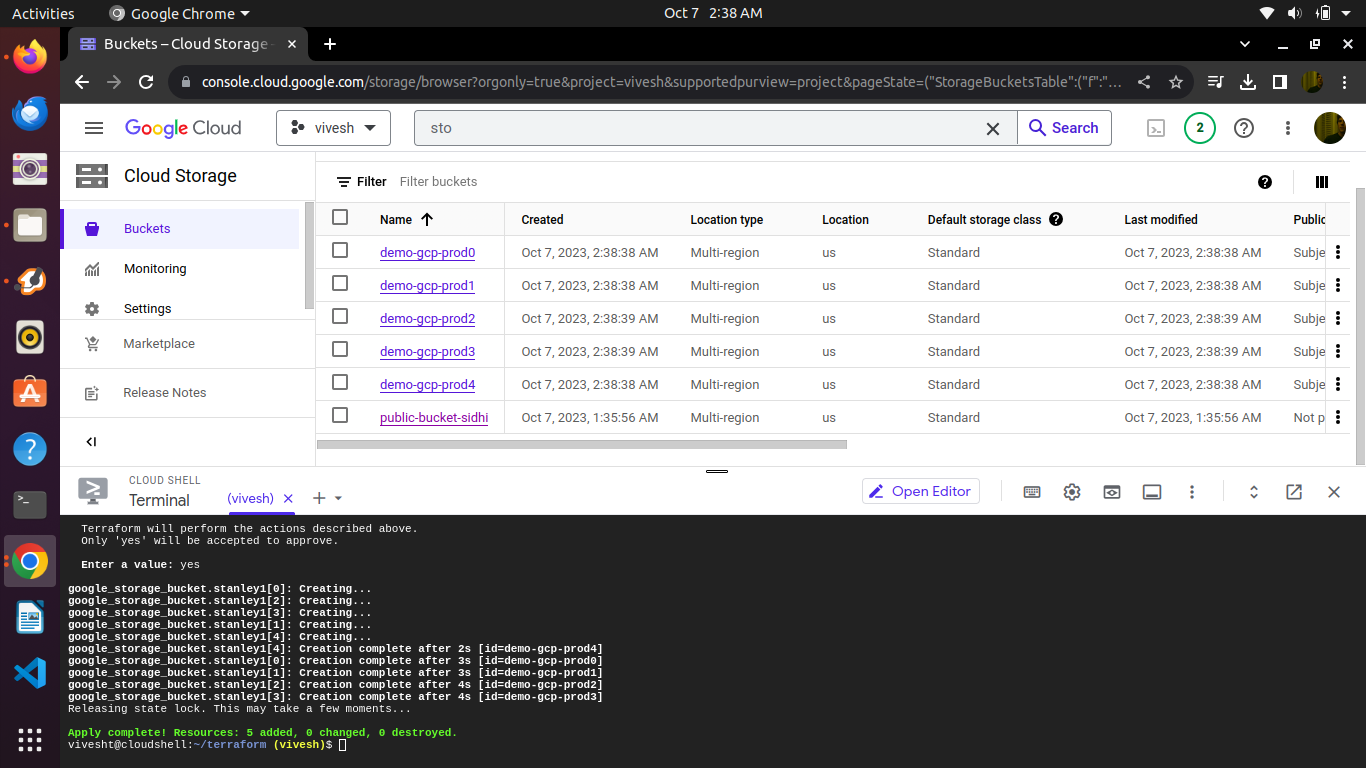 Activities Google Chrome Oct 7 2:38 AM
Buckets – Cloud Storage -
console.cloud.google.com/storage/browser?orgonly=true&project=vivesh&supportedpurview=project&pageState=("StorageBucketsTable":("f":"...
Google Cloud vivesh sto Search 2
Cloud Storage
Buckets
Monitoring
Settings
Marketplace
Release Notes
Filter Filter buckets
Name Created Location type Location Default storage class Last modified Public
demo-gcp-prod0 Oct 7, 2023, 2:38:38 AM Multi-region us Standard Oct 7, 2023, 2:38:38 AM Subje
demo-gcp-prod1 Oct 7, 2023, 2:38:38 AM Multi-region us Standard Oct 7, 2023, 2:38:38 AM Subje
demo-gcp-prod2 Oct 7, 2023, 2:38:39 AM Multi-region us Standard Oct 7, 2023, 2:38:39 AM Subje
demo-gcp-prod3 Oct 7, 2023, 2:38:39 AM Multi-region us Standard Oct 7, 2023, 2:38:39 AM Subje
demo-gcp-prod4 Oct 7, 2023, 2:38:38 AM Multi-region us Standard Oct 7, 2023, 2:38:38 AM Subje
public-bucket-sidhi Oct 7, 2023, 1:35:56 AM Multi-region us Standard Oct 7, 2023, 1:35:56 AM Not p
CLOUD SHELL
Terminal (vivesh) Open Editor
Terraform will perform the actions described above.
Only 'yes' will be accepted to approve.
Enter a value: yes
google_storage_bucket.stanley1[0]: Creating...
google_storage_bucket.stanley1[2]: Creating...
google_storage_bucket.stanley1[3]: Creating...
google_storage_bucket.stanley1[1]: Creating...
google_storage_bucket.stanley1[4]: Creating...
google_storage_bucket.stanley1[4]: Creation complete after 2s [id=demo-gcp-prod4]
google_storage_bucket.stanley1[0]: Creation complete after 3s [id=demo-gcp-prod0]
google_storage_bucket.stanley1[1]: Creation complete after 3s [id=demo-gcp-prod1]
google_storage_bucket.stanley1[2]: Creation complete after 4s [id=demo-gcp-prod2]
google_storage_bucket.stanley1[3]: Creation complete after 4s [id=demo-gcp-prod3]
Releasing state lock. This may take a few moments...
Apply complete! Resources: 5 added, 0 changed, 0 destroyed.
vivesht@cloudshell:~/terraform (vivesh)$